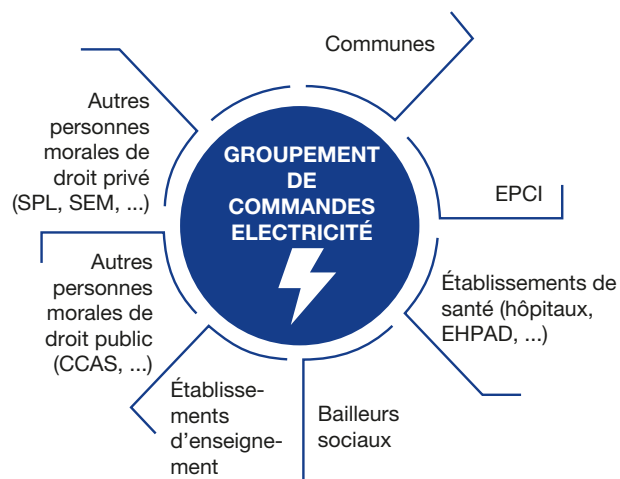 GROUPEMENT
DE
COMMANDES
ELECTRICITÉ
Communes
EPCI
Établissements de
santé (hôpitaux,
EHPAD, ...)
Bailleurs
sociaux
Établisse-
ments
d'enseigne-
ment
Autres
personnes
morales de
droit public
(CCAS, ...)
Autres
personnes
morales de
droit privé
(SPL, SEM, ...)